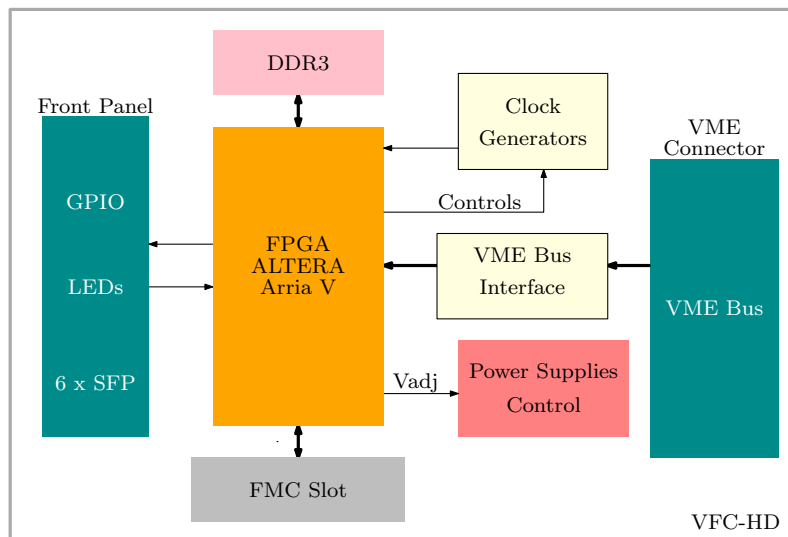 DDR3
Front Panel
GPIO
LEDs
6 x SFP
FPGA
ALTERA
Arria V
Clock
Generators
Controls
VME Bus
Interface
Vadj
Power Supplies
Control
VME
Connector
VME Bus
FMC Slot
VFC-HD